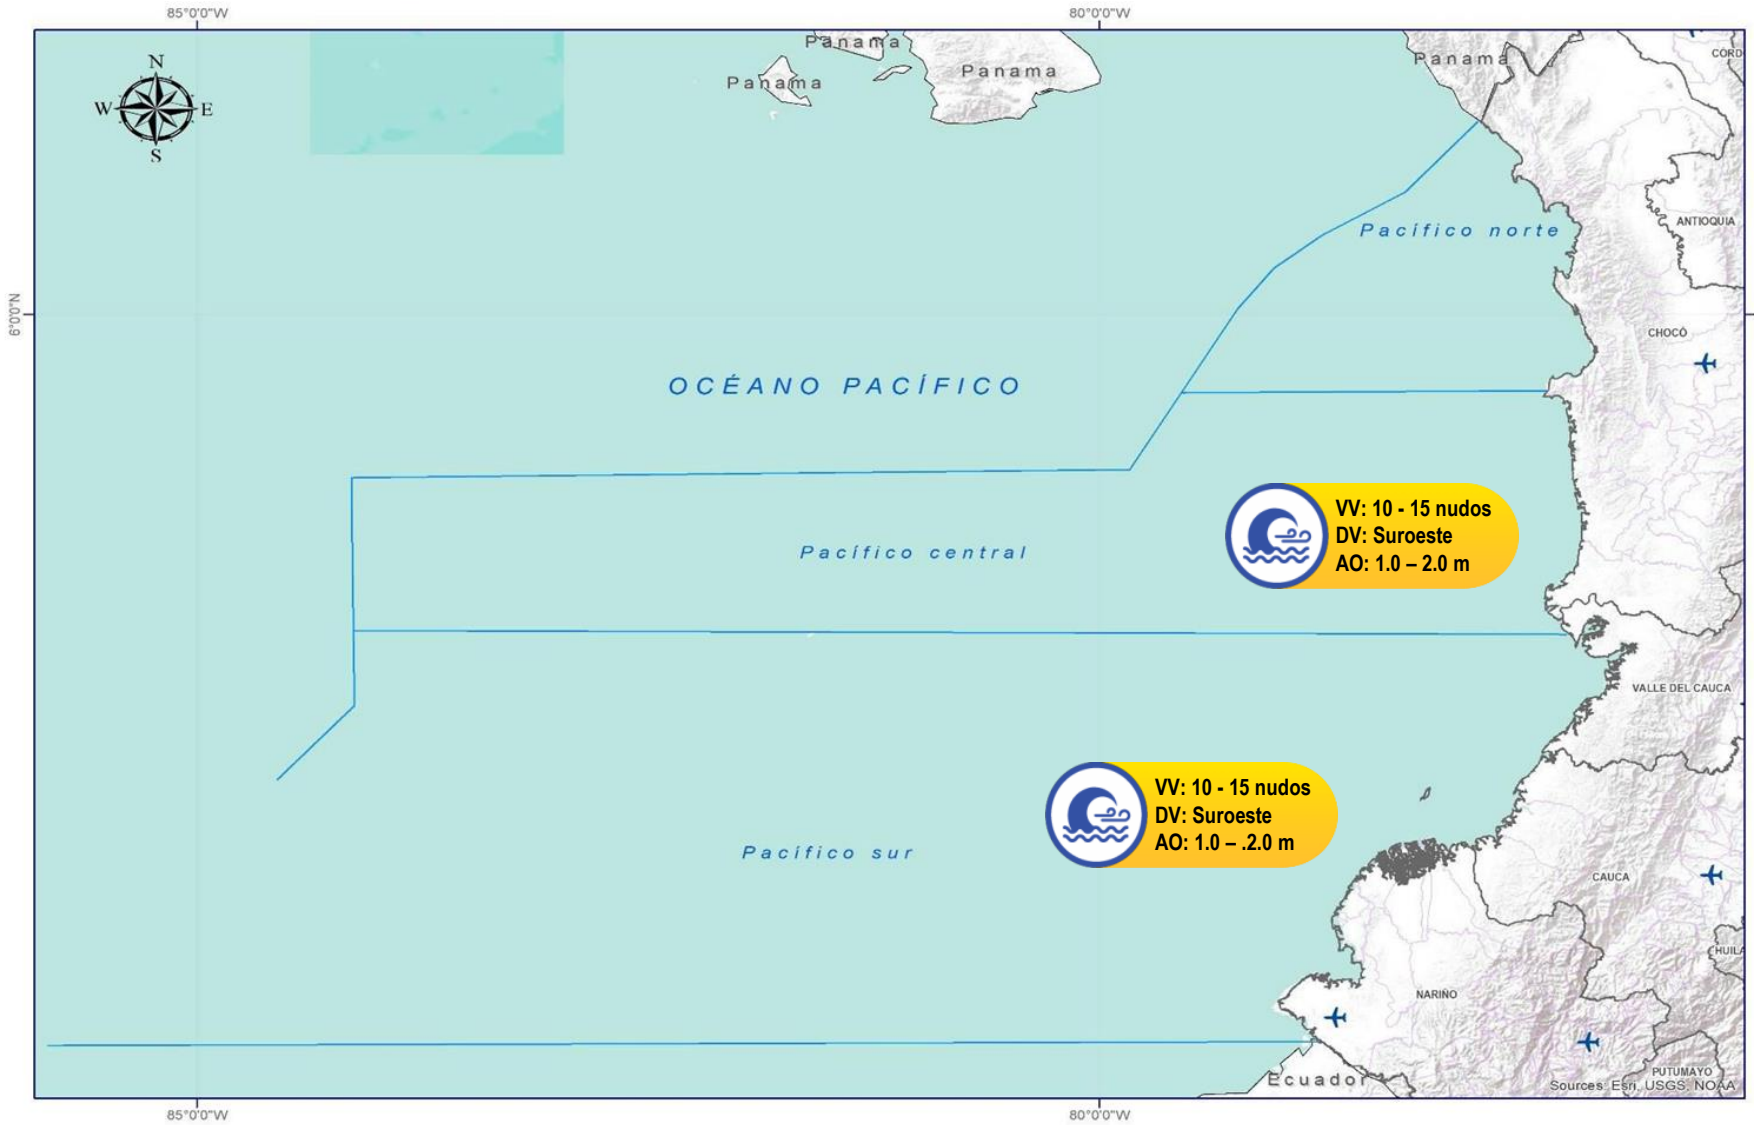 85°0'0"W
80°0'0"W
N
W
E
S
Panama
Panama
Panama
Panama
CÓRD
Pacífico norte
ANTIOQUIA
6°0'0"N
CHOCÓ
OCÉANO PACÍFICO
VV: 10 - 15 nudos
DV: Suroeste
AO: 1.0 – 2.0 m
Pacífico central
VALLE DEL CAUCA
VV: 10 - 15 nudos
DV: Suroeste
AO: 1.0 – .2.0 m
Pacífico sur
CAUCA
HUILA
NARIÑO
PUTUMAYO
Ecuador
Sources: Esri, USGS, NOAA
85°0'0"W
80°0'0"W